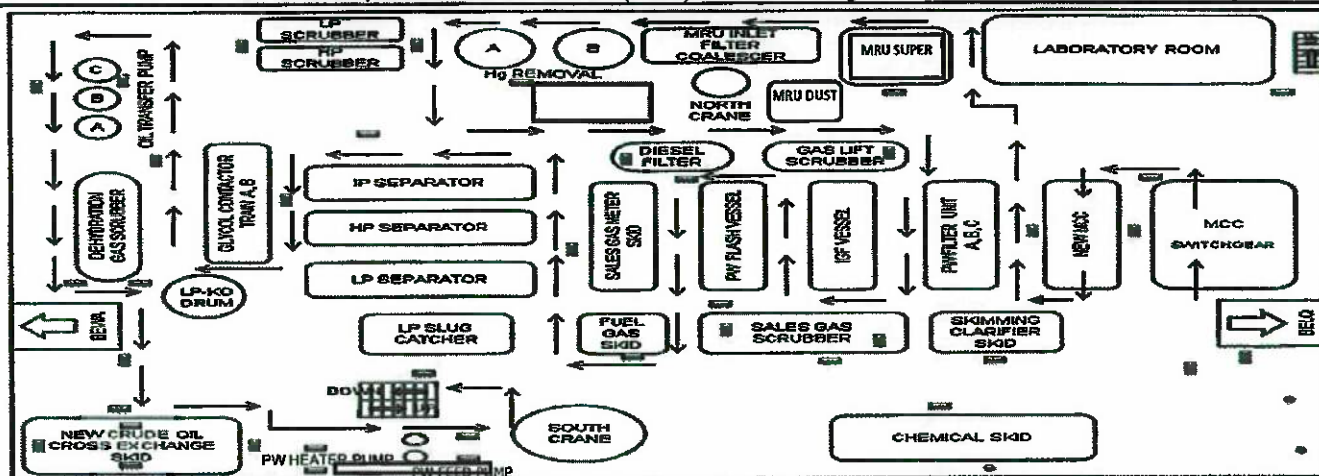 LP
SCRUBBER
HP
SCRUBBER
A
B
MRU INLET
FILTER
COALESCER
MRU SUPER
LABORATORY ROOM
Hg REMOVAL
NORTH
CRANE
MRU DUST
C
B
A
OIL TRANSFER PUMP
DIESEL
FILTER
GAS LIFT
SCRUBBER
DEHYDRATION
GAS SCRUBBER
GLYCOL CONTACTOR
TRAIN A,B
IP SEPARATOR
HP SEPARATOR
LP SEPARATOR
SALES GAS METER
SKID
PW FLASH VESSEL
IGF VESSEL
PW FILTER UNIT
A,B,C
NEW MCC
MCC
SWITCHGEAR
LP-KO
DRUM
BEWA
LP SLUG
CATCHER
FUEL
GAS
SKID
SALES GAS
SCRUBBER
SKIMMING
CLARIFIER
SKID
DOWN
NEW CRUDE OIL
CROSS EXCHANGE
SKID
PW HEATER PUMP
PW FEED PUMP
SOUTH
CRANE
CHEMICAL SKID